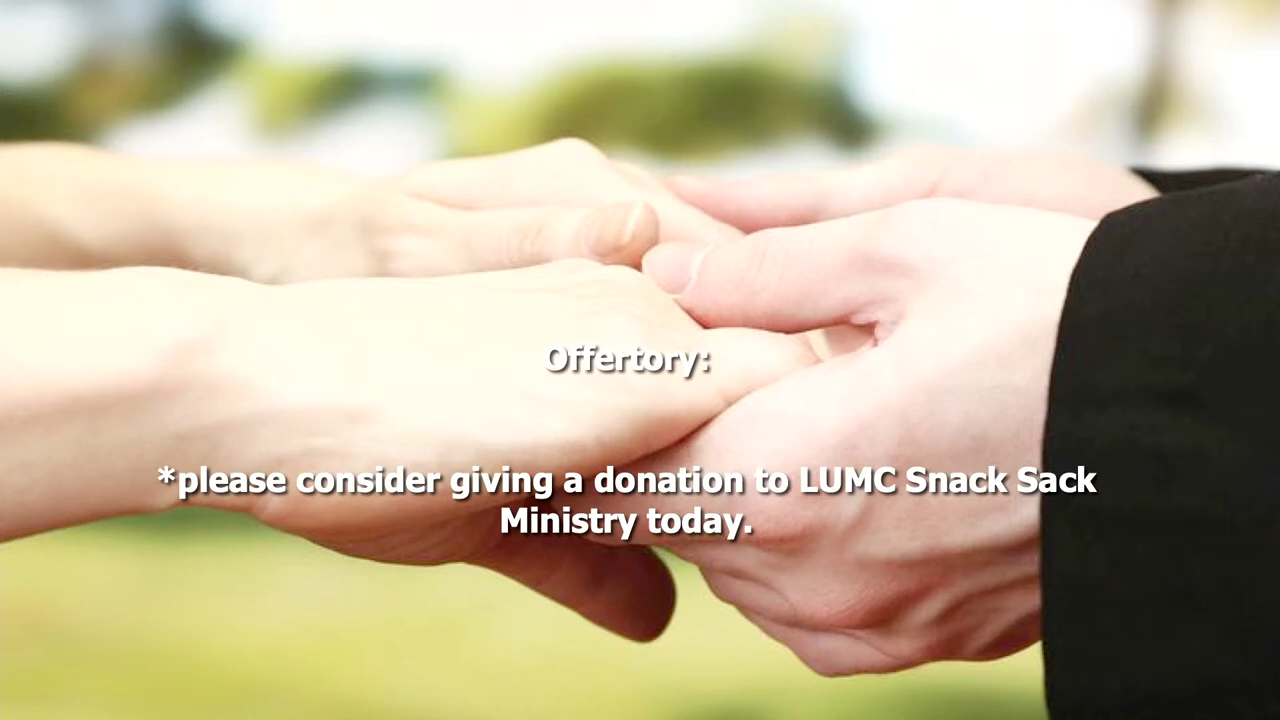 Offertory:
*please consider giving a donation to LUMC Snack Sack
Ministry today.